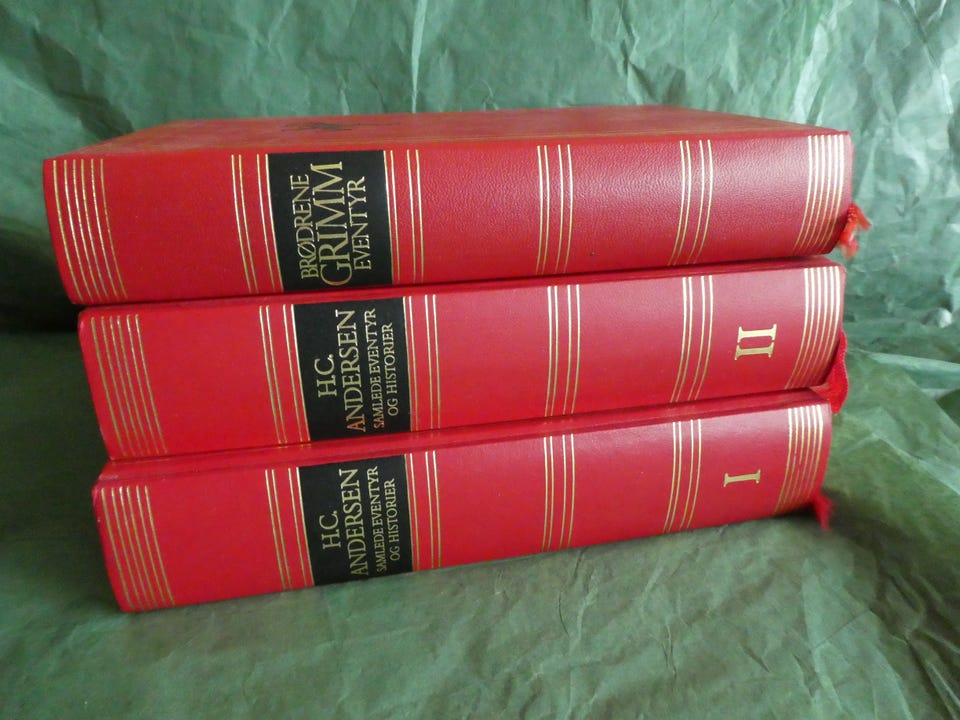 BRØDRENE
GRIMM
EVENTYR
H.C.
ANDERSEN
SAMLEDE EVENTYR
OG HISTORIER
II
H.C.
ANDERSEN
SAMLEDE EVENTYR
OG HISTORIER
I